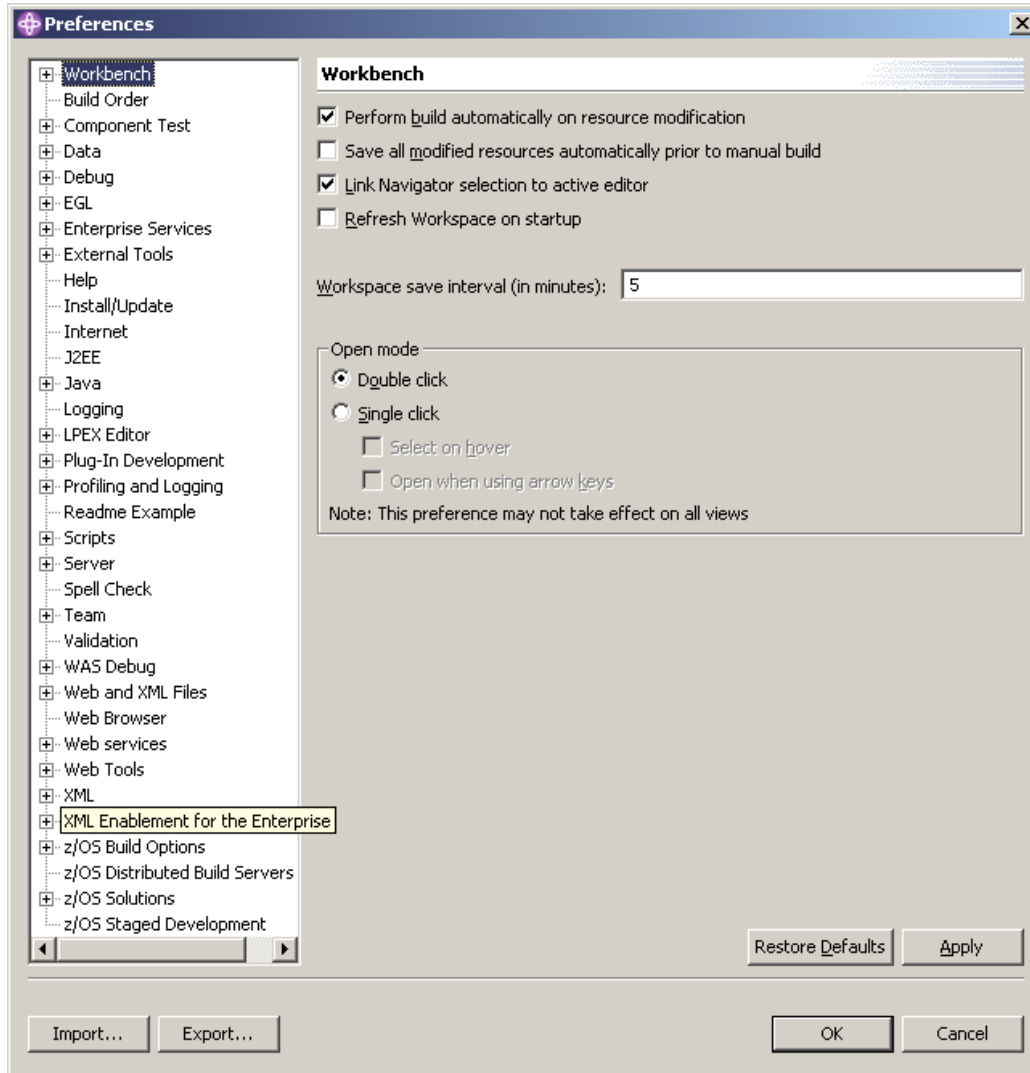 Preferences
Workbench
Build Order
Component Test
Data
Debug
EGL
Enterprise Services
External Tools
Help
Install/Update
Internet
J2EE
Java
Logging
LPEX Editor
Plug-In Development
Profiling and Logging
Readme Example
Scripts
Server
Spell Check
Team
Validation
WAS Debug
Web and XML Files
Web Browser
Web services
Web Tools
XML
XML Enablement for the Enterprise
z/OS Build Options
z/OS Distributed Build Servers
z/OS Solutions
z/OS Staged Development
Workbench
Perform build automatically on resource modification
Save all modified resources automatically prior to manual build
Link Navigator selection to active editor
Refresh Workspace on startup
Workspace save interval (in minutes): 5
Open mode
Double click
Single click
Select on hover
Open when using arrow keys
Note: This preference may not take effect on all views
Restore Defaults Apply
Import... Export... OK Cancel